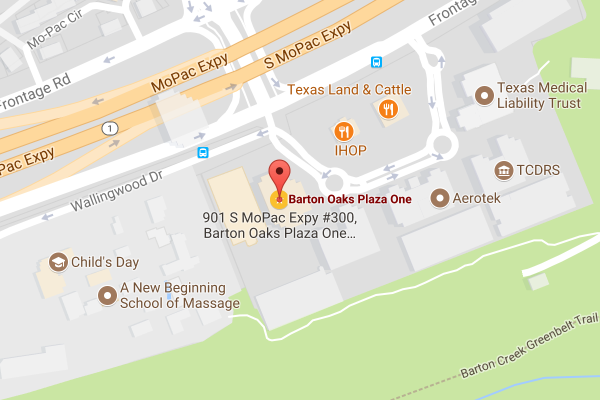 Mo-Pac Cir
Frontage
S MoPac Expy
MoPac Expy
Frontage Rd
Texas Land & Cattle
Texas Medical
Liability Trust
1
IHOP
Pac Expy
TCDRS
Wallingwood Dr
Barton Oaks Plaza One
Aerotek
901 S MoPac Expy #300,
Barton Oaks Plaza One...
Child's Day
A New Beginning
School of Massage
Barton Creek Greenbelt Trail